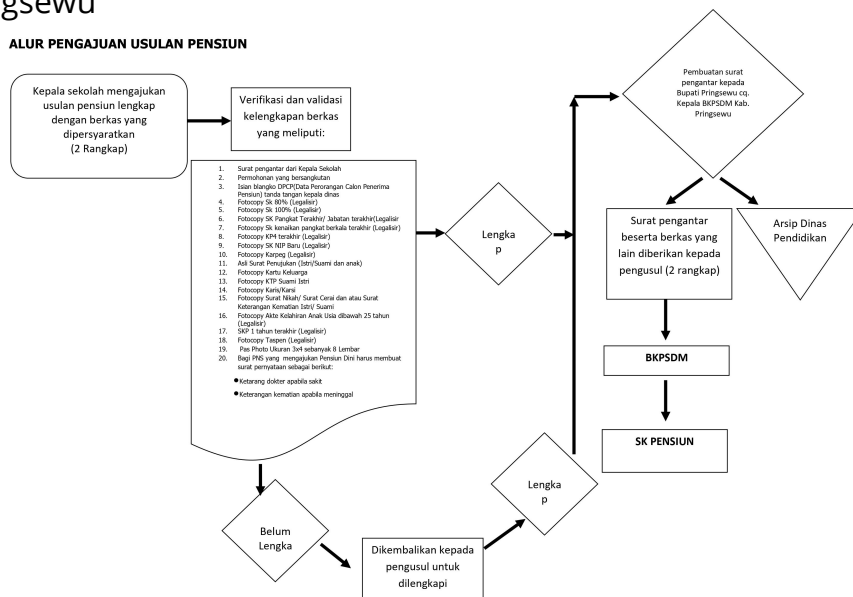 gsewu
ALUR PENGAJUAN USULAN PENSIUN
Kepala sekolah mengajukan
usulan pensiun lengkap
dengan berkas yang
dipersyaratkan
(2 Rangkap)
Verifikasi dan validasi
kelengkapan berkas
yang meliputi:
1. Surat pengantar dari Kepala Sekolah
2. Permohonan yang bersangkutan
3. Isian blangko DPCP(Data Perorangan Calon Penerima
Pensiun) tanda tangan kepala dinas
4. Fotocopy Sk 80% (Legalisir)
5. Fotocopy Sk 100% (Legalisir)
6. Fotocopy SK Pangkat Terakhir/ Jabatan terakhir(Legalisir
7. Fotocopy Sk kenaikan pangkat berkala terakhir (Legalisir)
8. Fotocopy KP4 terakhir (Legalisir)
9. Fotocopy SK NIP Baru (Legalisir)
10. Fotocopy Karpeg (Legalisir)
11. Asli Surat Penujukan (Istri/Suami dan anak)
12. Fotocopy Kartu Keluarga
13. Fotocopy KTP Suami Istri
14. Fotocopy Karis/Karsi
15. Fotocopy Surat Nikah/ Surat Cerai dan atau Surat
Keterangan Kematian Istri/ Suami
16. Fotocopy Akte Kelahiran Anak Usia dibawah 25 tahun
(Legalisir)
17. SKP 1 tahun terakhir (Legalisir)
18. Fotocopy Taspen (Legalisir)
19. Pas Photo Ukuran 3x4 sebanyak 8 Lembar
20. Bagi PNS yang mengajukan Pensiun Dini harus membuat
surat pernyataan sebagai berikut:
●Ketarang dokter apabila sakit
●Keterangan kematian apabila meninggal
Lengka
p
Belum
Lengka
Dikembalikan kepada
pengusul untuk
dilengkapi
Lengka
p
Pembuatan surat
pengantar kepada
Bupati Pringsewu cq.
Kepala BKPSDM Kab.
Pringsewu
Surat pengantar
beserta berkas yang
lain diberikan kepada
pengusul (2 rangkap)
Arsip Dinas
Pendidikan
BKPSDM
SK PENSIUN